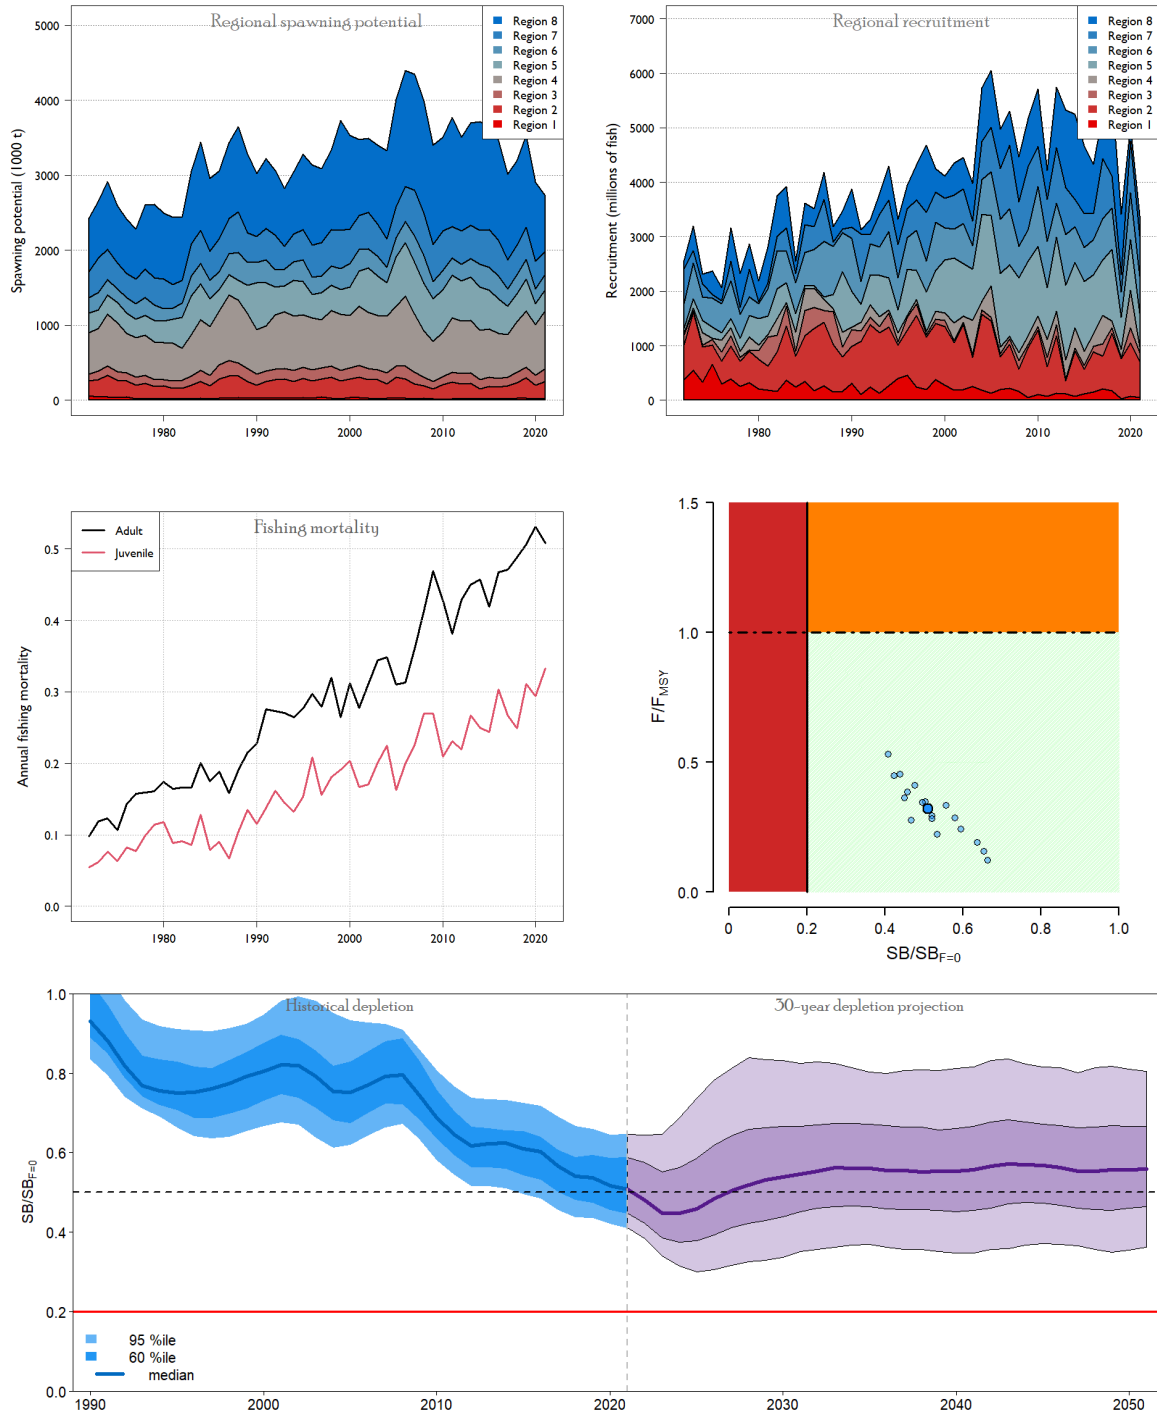 Regional spawning potential
Spawning potential (1000 t)
5000
4000
3000
2000
1000
0
1980
1990
2000
2010
2020
Region 8
Region 7
Region 6
Region 5
Region 4
Region 3
Region 2
Region 1
Regional recruitment
Recruitment (millions of fish)
7000
6000
5000
4000
3000
2000
1000
0
1980
1990
2000
2010
2020
Region 8
Region 7
Region 6
Region 5
Region 4
Region 3
Region 2
Region 1
Fishing mortality
Adult
Juvenile
Annual fishing mortality
0.5
0.4
0.3
0.2
0.1
0.0
1980
1990
2000
2010
2020
F/FMSY
1.5
1.0
0.5
0.0
0
0.2
0.4
0.6
0.8
1.0
SB/SBF=0
Historical depletion
30-year depletion projection
SB/SBF=0
1.0
0.8
0.6
0.4
0.2
0.0
95 %ile
60 %ile
median
1990
2000
2010
2020
2030
2040
2050